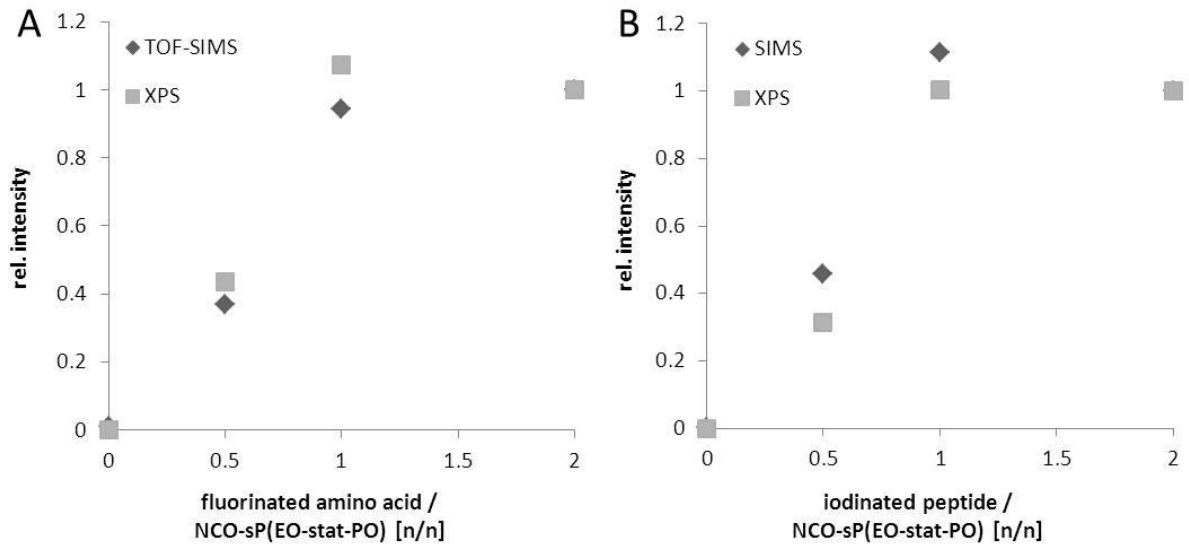 A
TOF-SIMS
XPS
rel. intensity
1.2
1
0.8
0.6
0.4
0.2
0
0 0.5 1 1.5 2
fluorinated amino acid /
NCO-sP(EO-stat-PO) [n/n]
B
SIMS
XPS
rel. intensity
1.2
1
0.8
0.6
0.4
0.2
0
0 0.5 1 1.5 2
iodinated peptide /
NCO-sP(EO-stat-PO) [n/n]